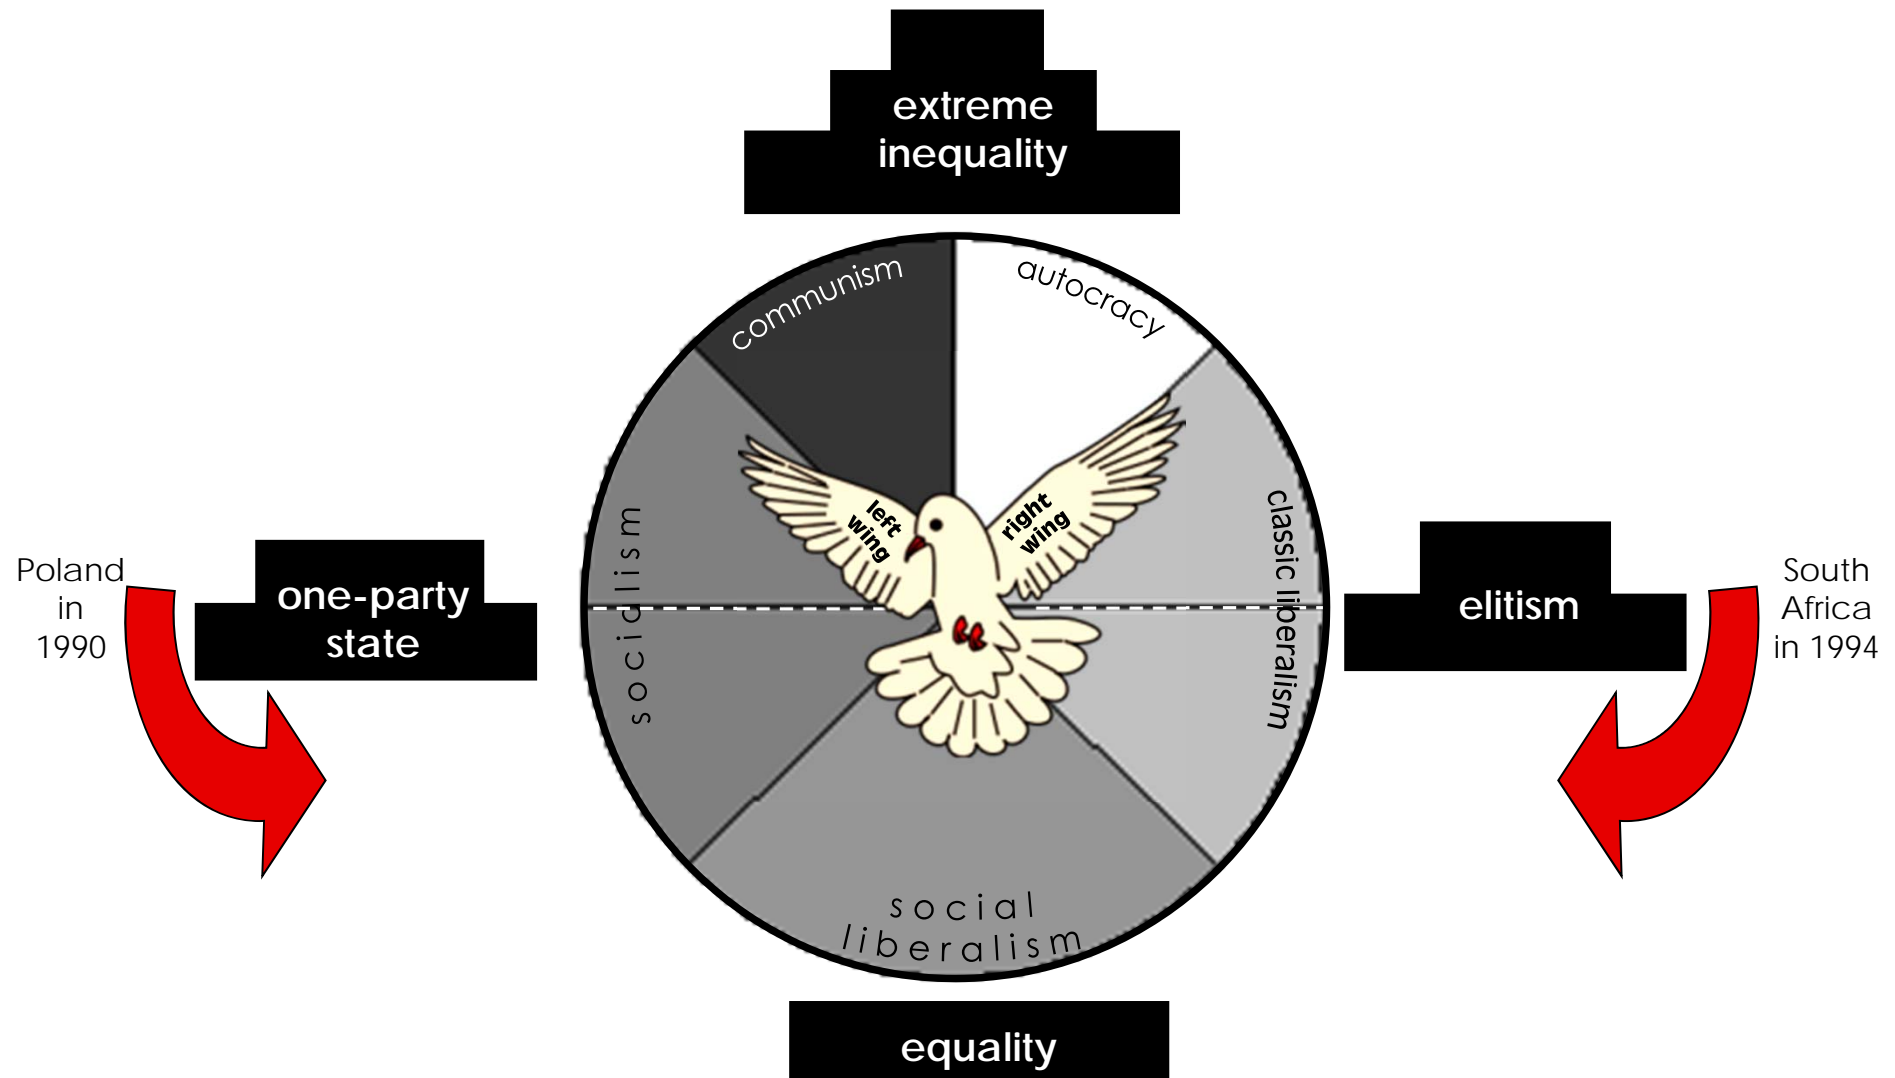 extreme
inequality
communism
autocracy
left
wing
right
wing
socialism
classic liberalism
Poland
in
1990
one-party
state
elitism
South
Africa
in 1994
social
liberalism
equality